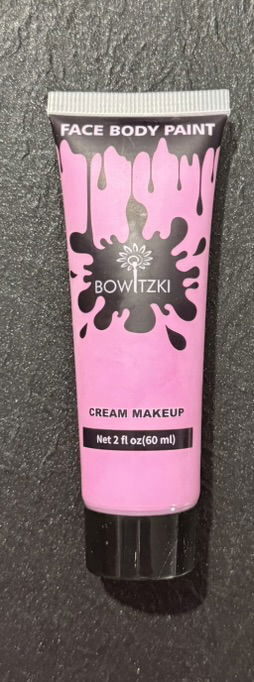 FACE BODY PAINT
BOWITZKI
CREAM MAKEUP
Net 2 fl oz(60 ml)